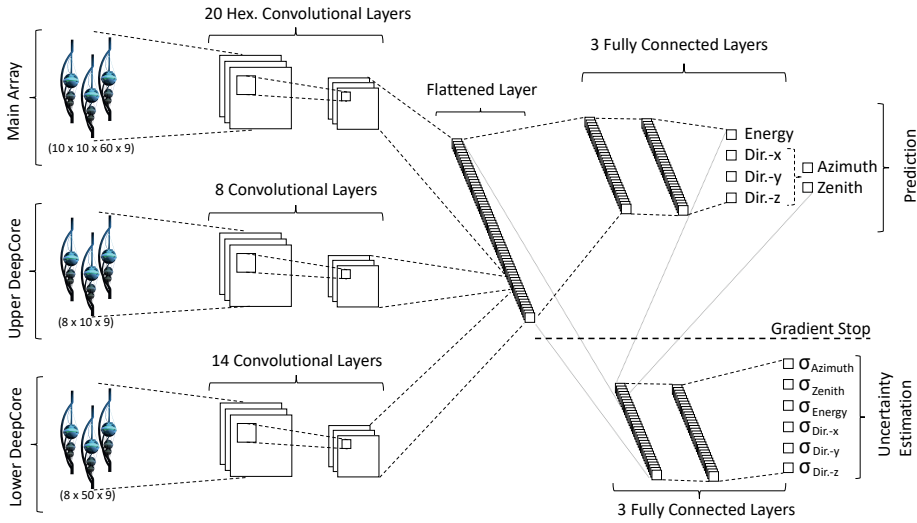 20 Hex. Convolutional Layers
Main Array
(10 x 10 x 60 x 9)
8 Convolutional Layers
Upper DeepCore
(8 x 10 x 9)
14 Convolutional Layers
Lower DeepCore
(8 x 50 x 9)
Flattened Layer
3 Fully Connected Layers
Energy
Dir.-x
Dir.-y
Dir.-z
Azimuth
Zenith
Prediction
Gradient Stop
σAzimuth
σZenith
σEnergy
σDir.-x
σDir.-y
σDir.-z
Uncertainty
Estimation
3 Fully Connected Layers